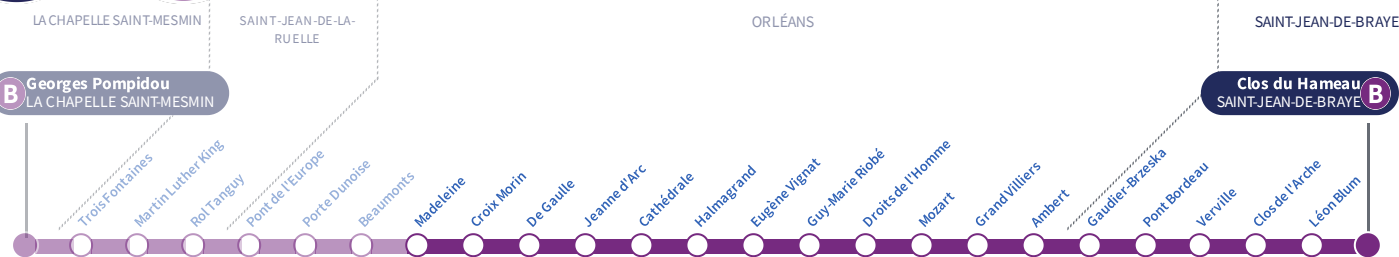 LA CHAPELLE SAINT-MESMIN
SAINT-JEAN-DE-LA-
RUELLE
ORLÉANS
SAINT-JEAN-DE-BRAYE
B
Georges Pompidou
LA CHAPELLE SAINT-MESMIN
Clos du Hameau
SAINT-JEAN-DE-BRAYE
B
Trois Fontaines
Martin Luther King
Rol Tanguy
Pont de l'Europe
Porte Dunoise
Beaumonts
Madeleine
Croix Morin
De Gaulle
Jeanne d'Arc
Cathédrale
Halmagrand
Eugène Vignat
Guy-Marie Riobé
Droits de l'Homme
Mozart
Grand Villiers
Ambert
Gaudier-Brzeska
Pont Bordeau
Verville
Clos de l'Arche
Léon Blum